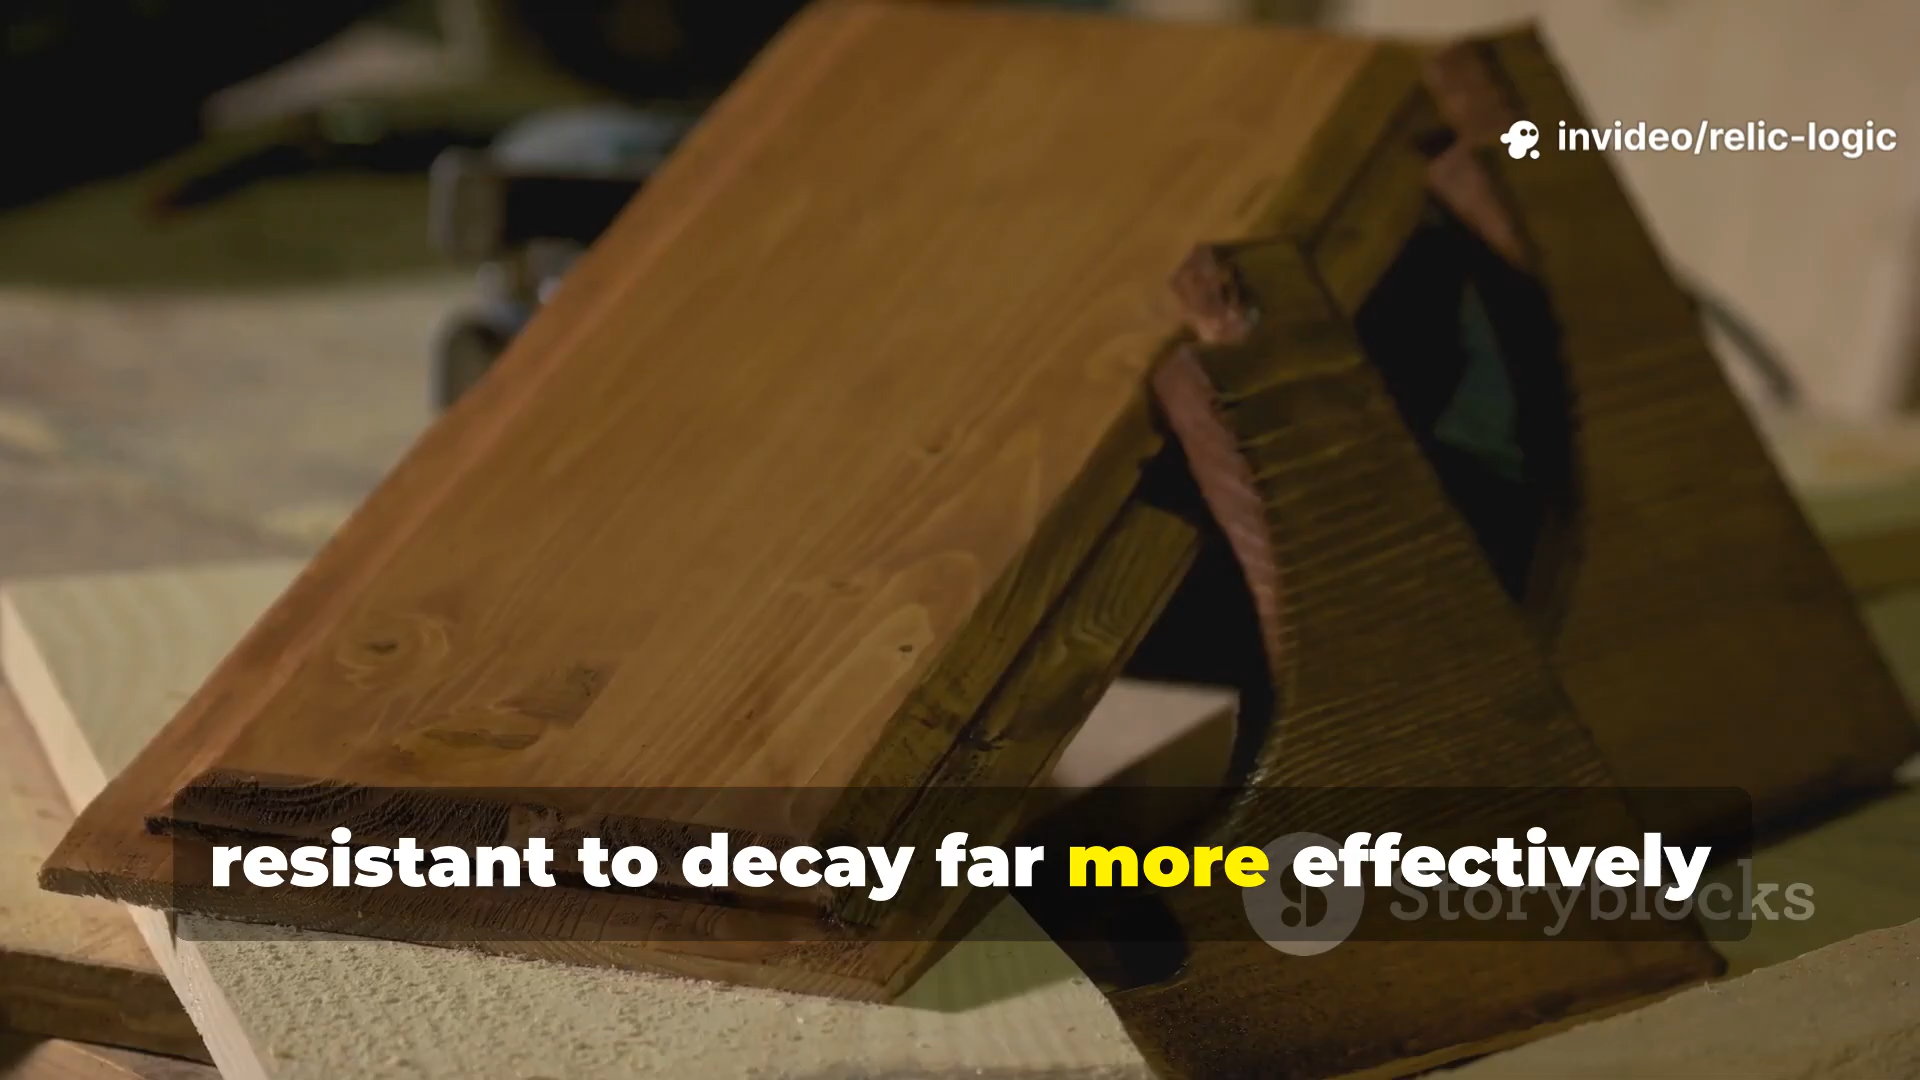 invideo/relic-logic
resistant to decay far more effectively
Storyblocks